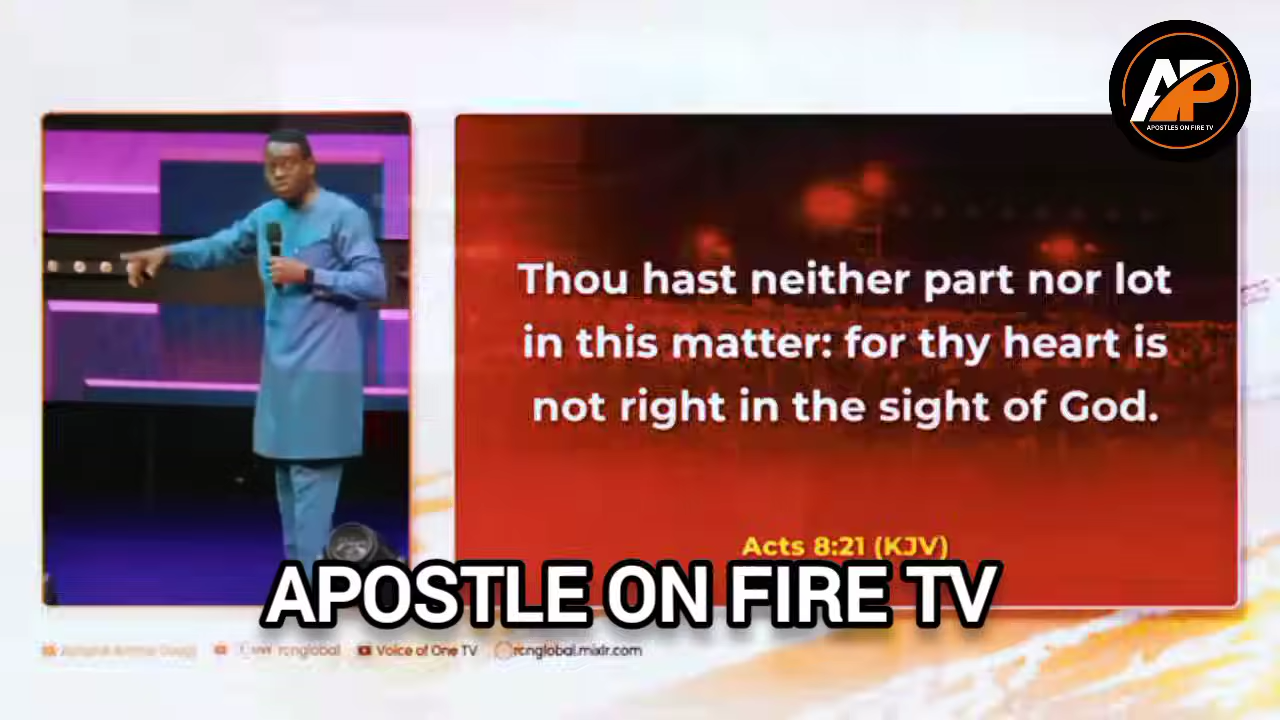 AP
APOSTLES ON FIRE TV
Thou hast neither part nor lot
in this matter: for thy heart is
not right in the sight of God.
Acts 8:21 (KJV)
APOSTLE ON FIRE TV
rcnglobal Voice of One TV rcnglobal.mixlr.com